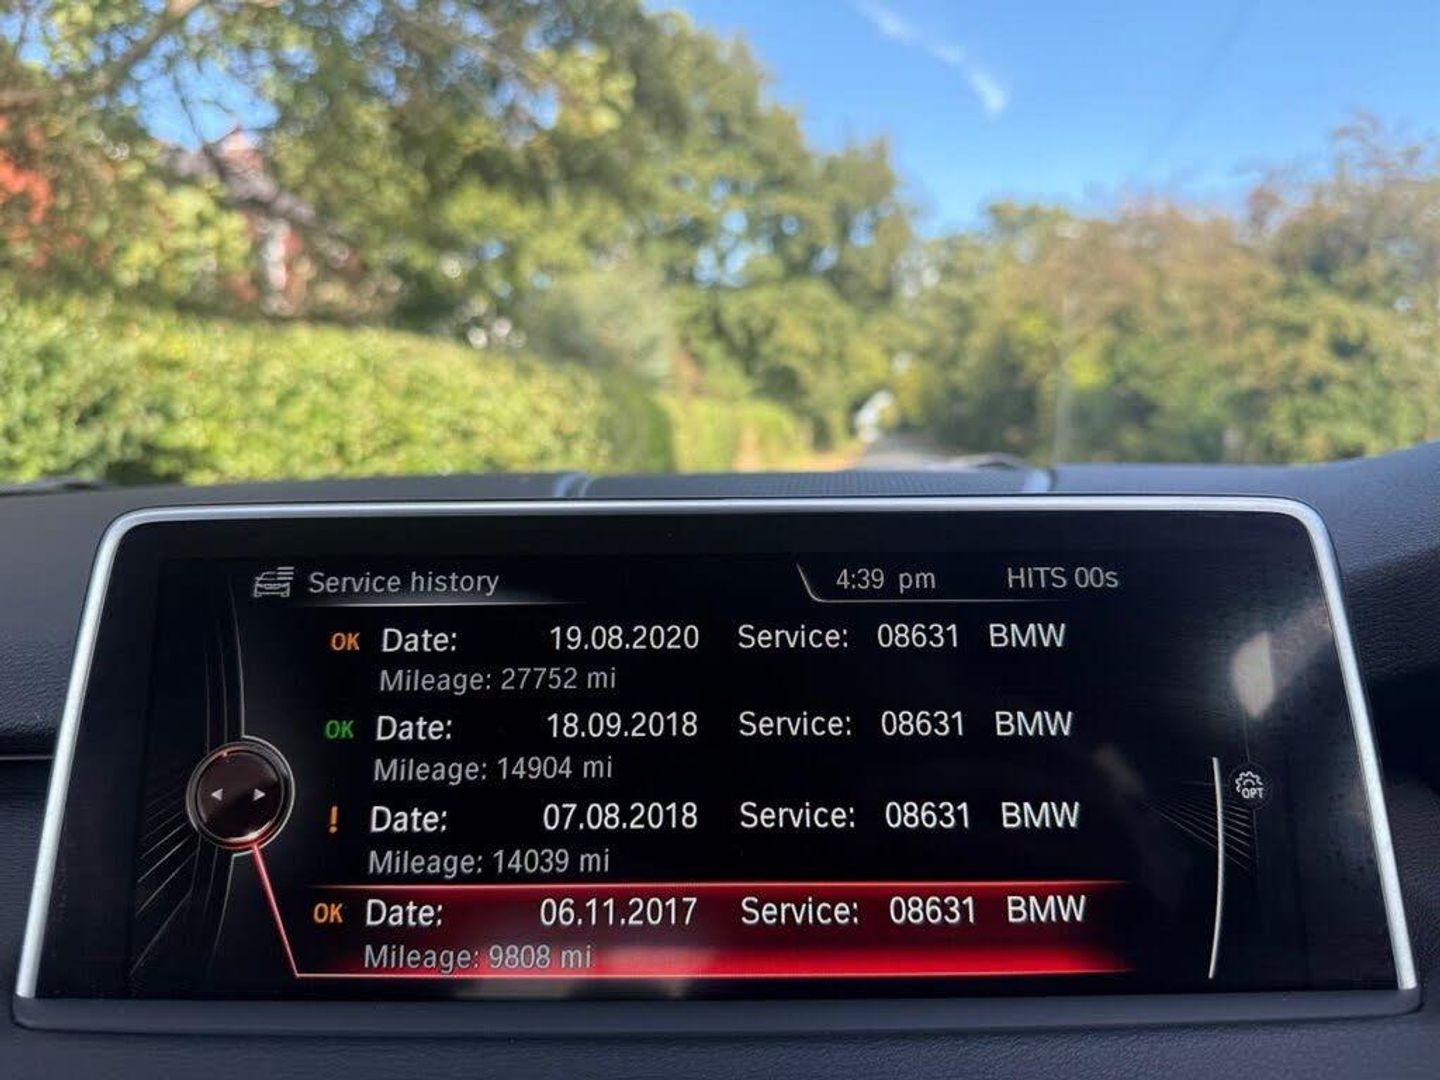 Service history 4:39 pm HITS 00s
OK Date: 19.08.2020 Service: 08631 BMW
Mileage: 27752 mi
OK Date: 18.09.2018 Service: 08631 BMW
Mileage: 14904 mi
! Date: 07.08.2018 Service: 08631 BMW
Mileage: 14039 mi
OPT
OK Date: 06.11.2017 Service: 08631 BMW
Mileage: 9808 mi